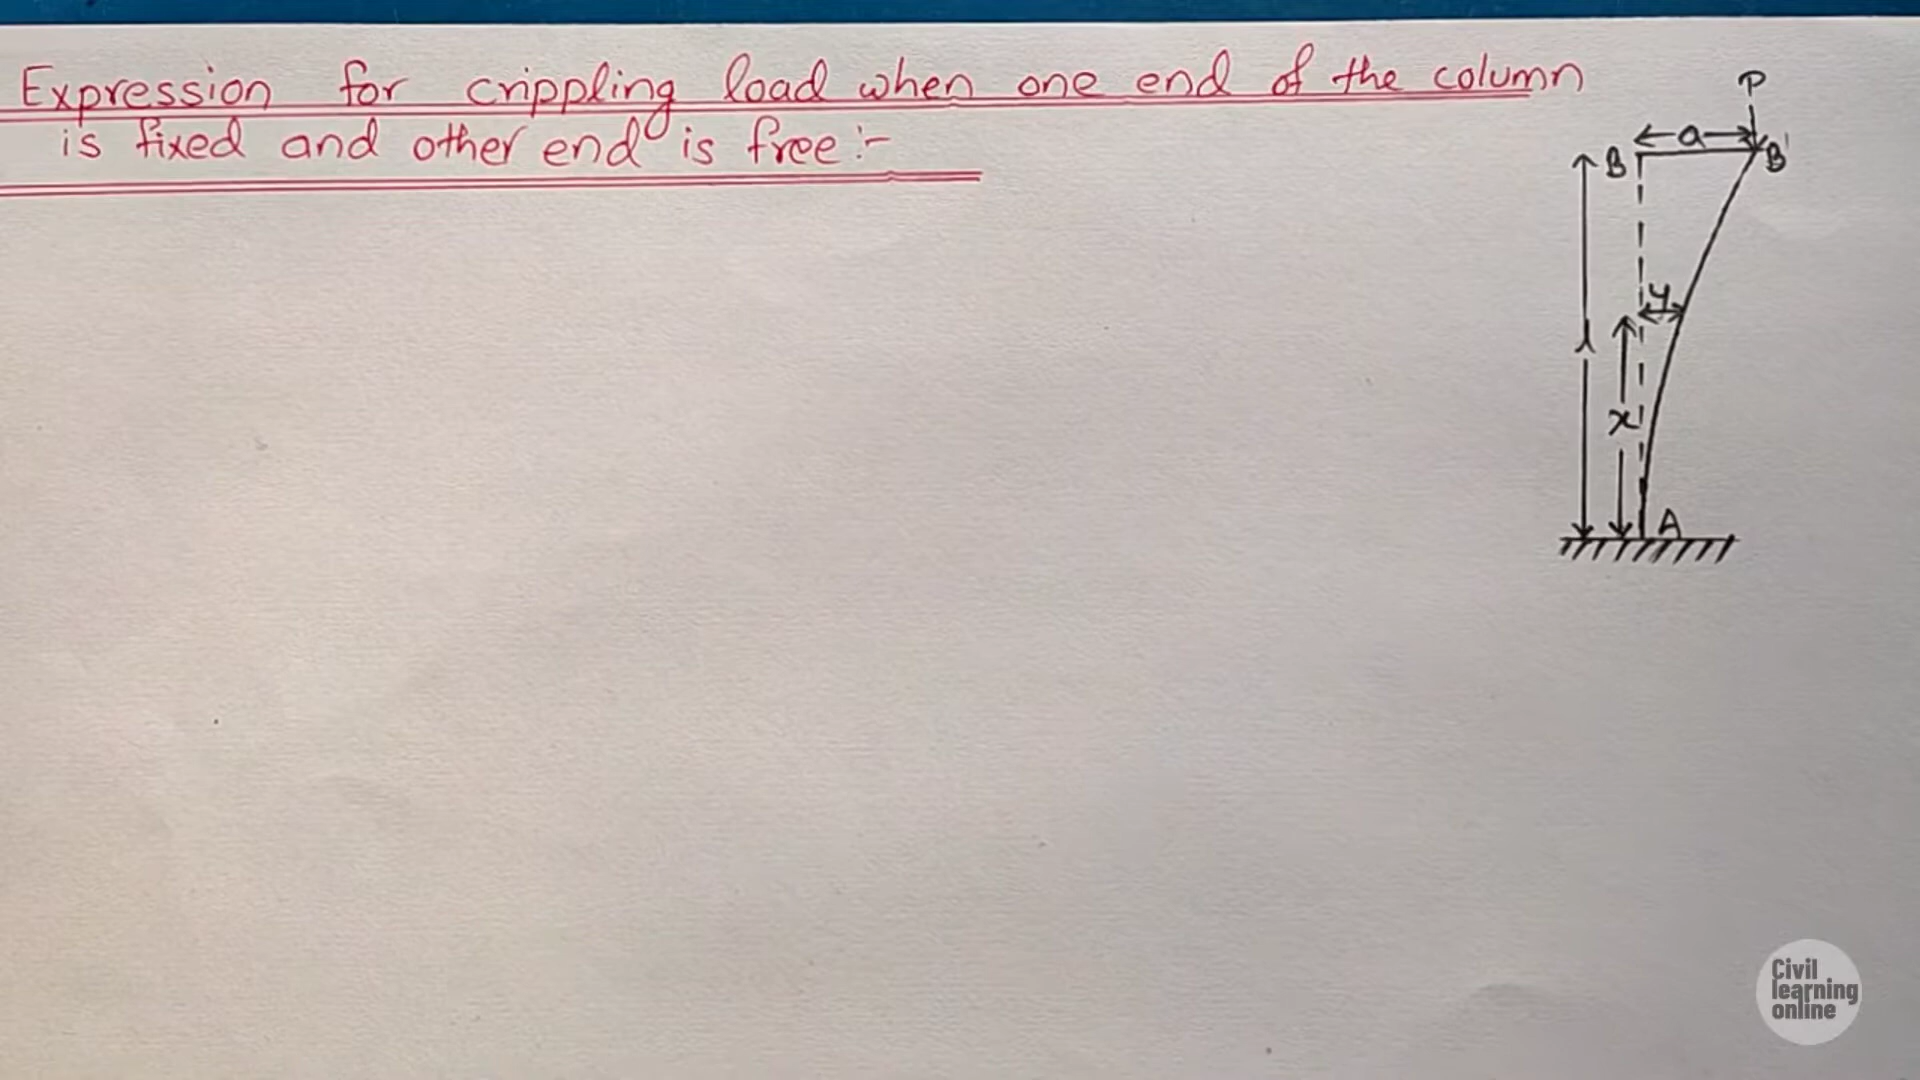 Expression for crippling load when one end of the column
is fixed and other end is free :-
P
a
B
B'
y
l
x
A
Civil
learning
online